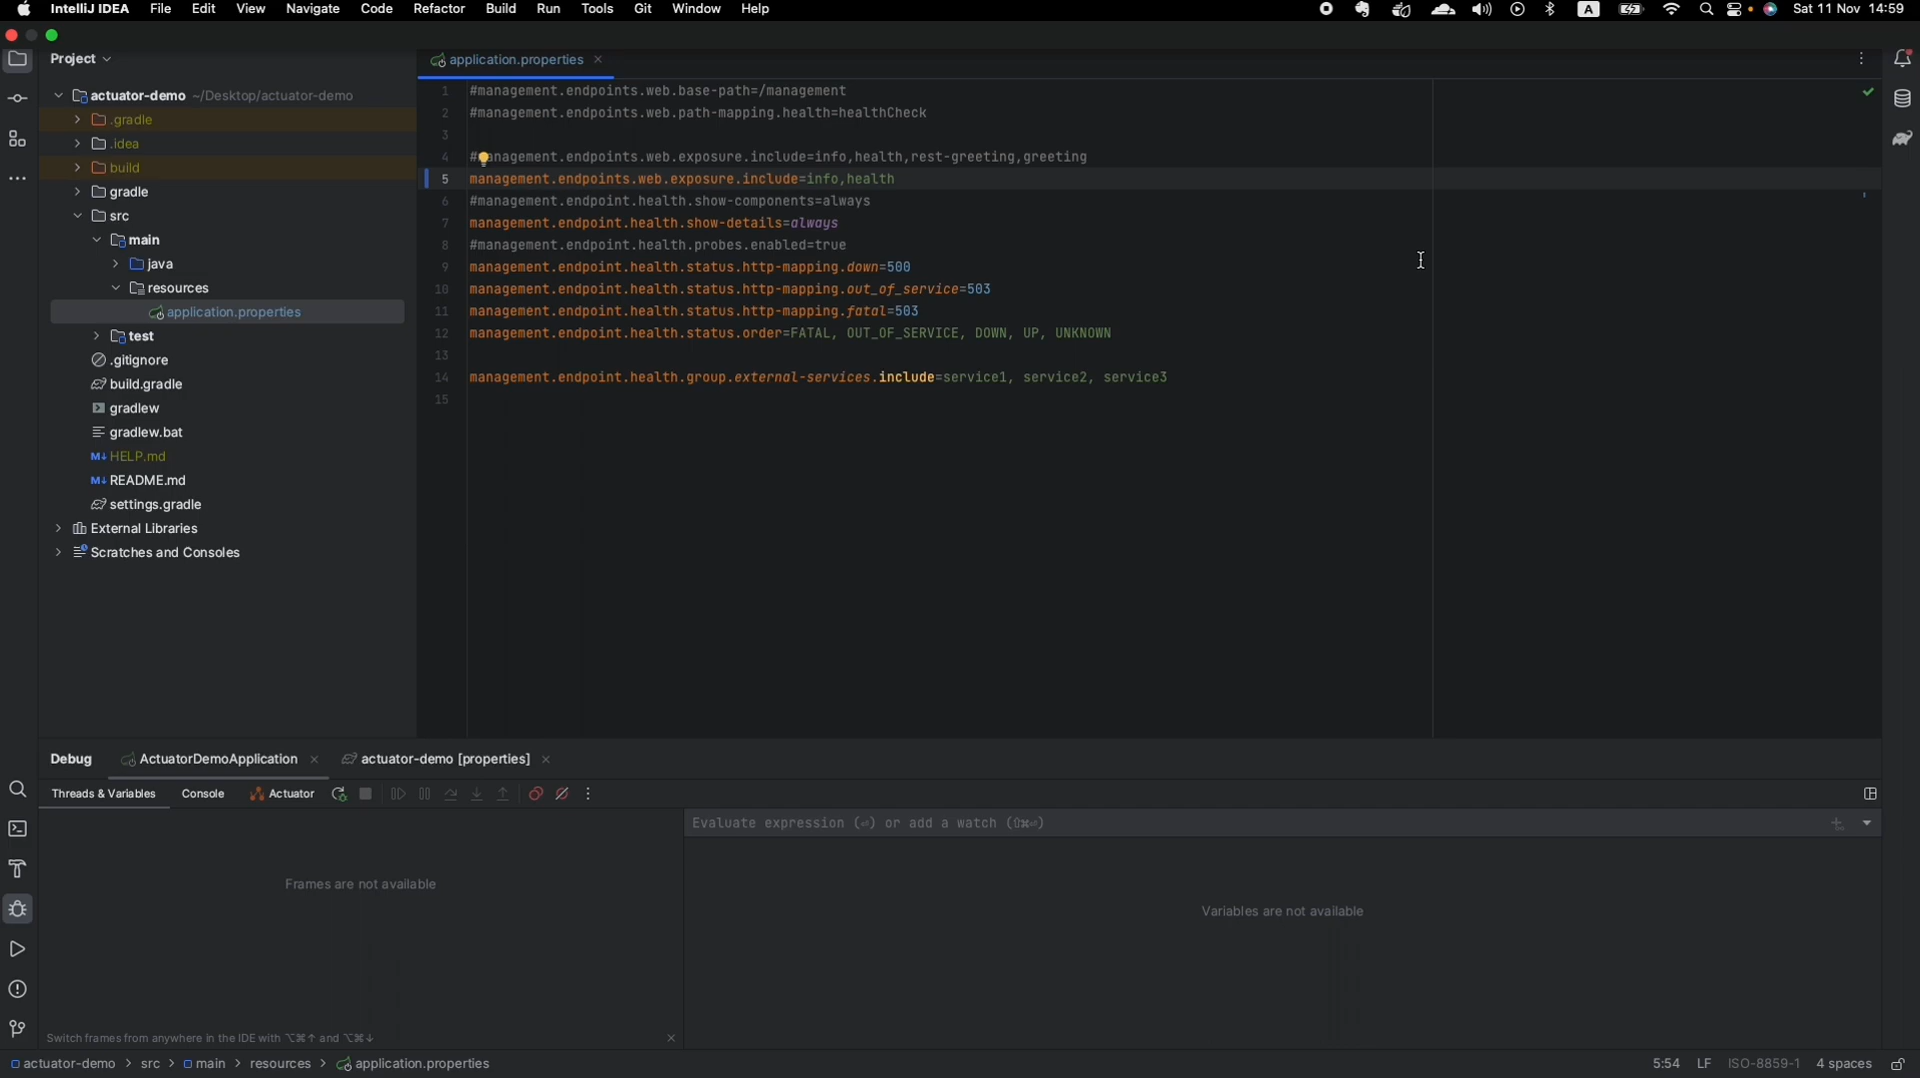 IntelliJ IDEA File Edit View Navigate Code Refactor Build Run Tools Git Window Help A Sat 11 Nov 14:59
Project
application.properties
actuator-demo ~/Desktop/actuator-demo
.gradle
.idea
build
gradle
src
main
java
resources
application.properties
test
.gitignore
build.gradle
gradlew
gradlew.bat
M↓ HELP.md
M↓ README.md
settings.gradle
External Libraries
Scratches and Consoles
1 #management.endpoints.web.base-path=/management
2 #management.endpoints.web.path-mapping.health=healthCheck
3
4 #management.endpoints.web.exposure.include=info,health,rest-greeting,greeting
5 management.endpoints.web.exposure.include=info,health
6 #management.endpoint.health.show-components=always
7 management.endpoint.health.show-details=always
8 #management.endpoint.health.probes.enabled=true
9 management.endpoint.health.status.http-mapping.down=500
10 management.endpoint.health.status.http-mapping.out_of_service=503
11 management.endpoint.health.status.http-mapping.fatal=503
12 management.endpoint.health.status.order=FATAL, OUT_OF_SERVICE, DOWN, UP, UNKNOWN
13
14 management.endpoint.health.group.external-services.include=service1, service2, service3
15
Debug ActuatorDemoApplication actuator-demo [properties]
Threads & Variables Console Actuator
Evaluate expression (⏎) or add a watch (⇧⌘⏎)
Frames are not available
Variables are not available
Switch frames from anywhere in the IDE with ⌥⌘↑ and ⌥⌘↓
actuator-demo > src > main > resources > application.properties 5:54 LF ISO-8859-1 4 spaces